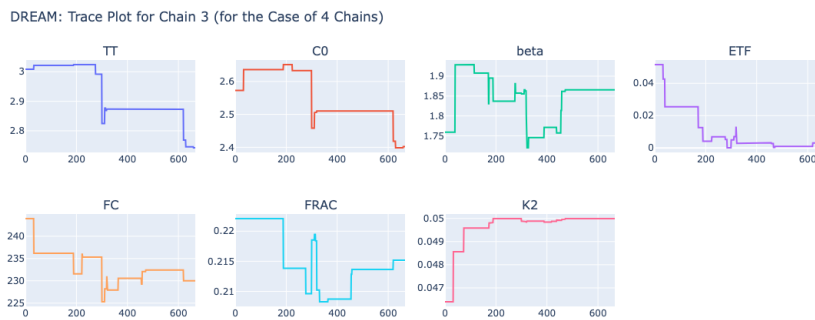 DREAM: Trace Plot for Chain 3 (for the Case of 4 Chains)
TT
C0
beta
ETF
3
2.9
2.8
0 200 400 600
2.6
2.5
2.4
0 200 400 600
1.9
1.85
1.8
1.75
0 200 400 600
0.04
0.02
0
0 200 400 600
FC
FRAC
K2
240
235
230
225
0 200 400 600
0.22
0.215
0.21
0 200 400 600
0.05
0.049
0.048
0.047
0 200 400 600